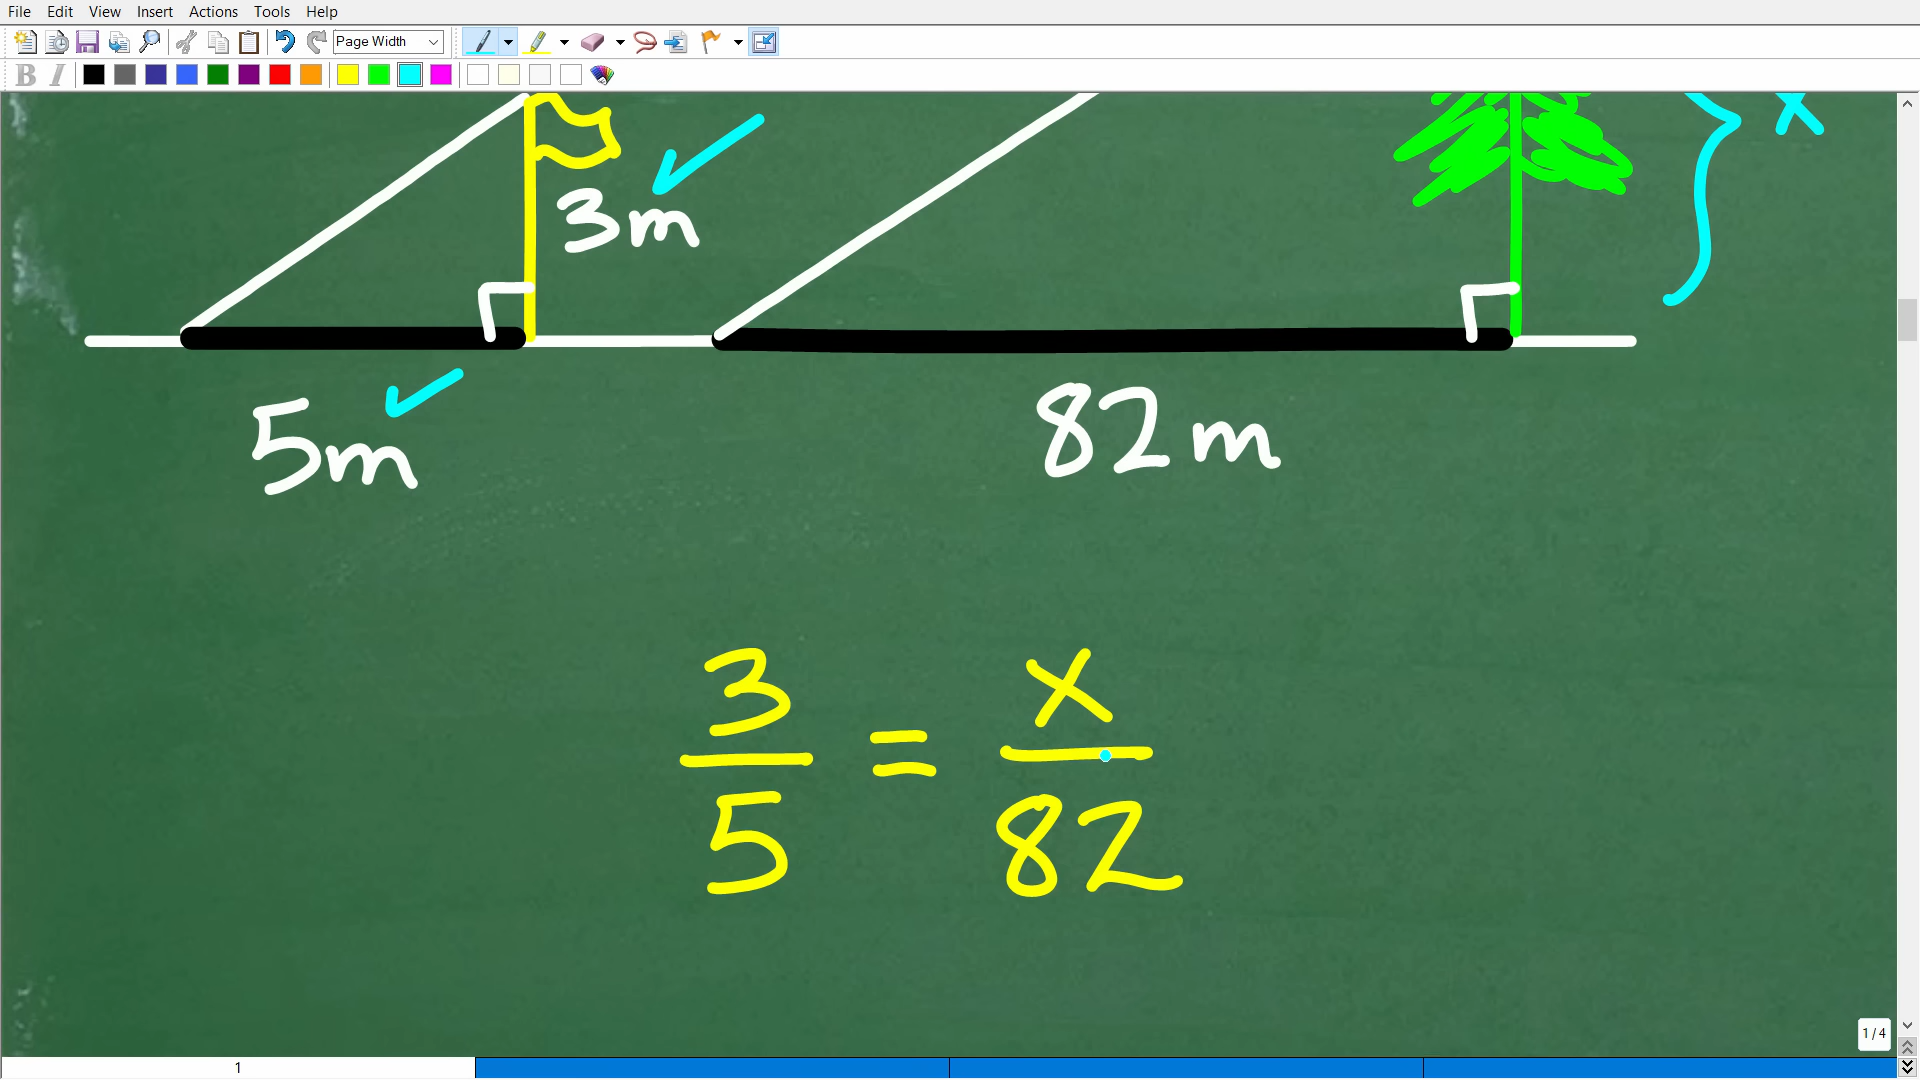 File Edit View Insert Actions Tools Help
Page Width
B I
x
3m
5m
82m
3/5 = x/82
1 / 4
1